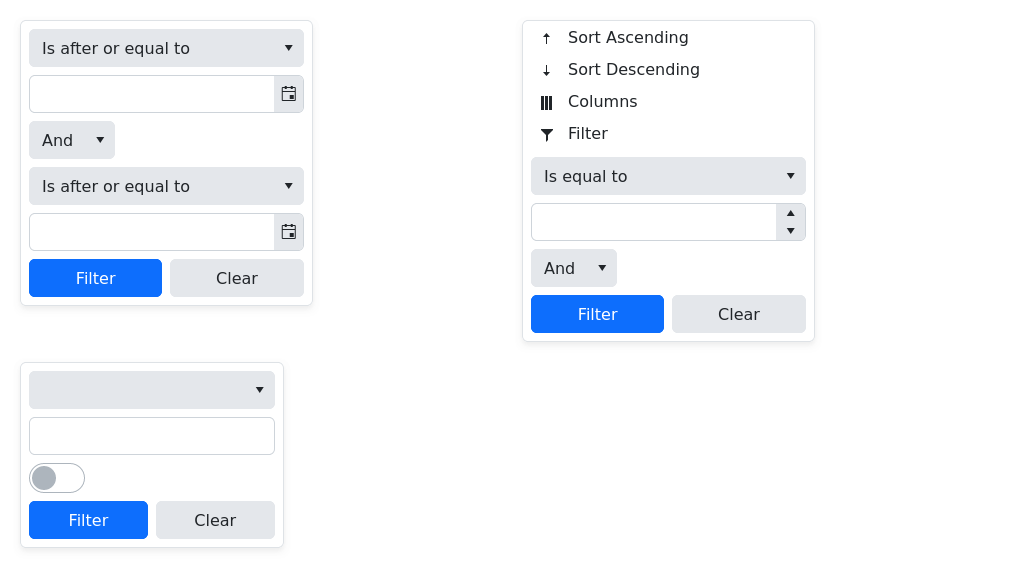 Is after or equal to
And
Is after or equal to
Filter
Clear
Sort Ascending
Sort Descending
Columns
Filter
Is equal to
And
Filter
Clear
Filter
Clear